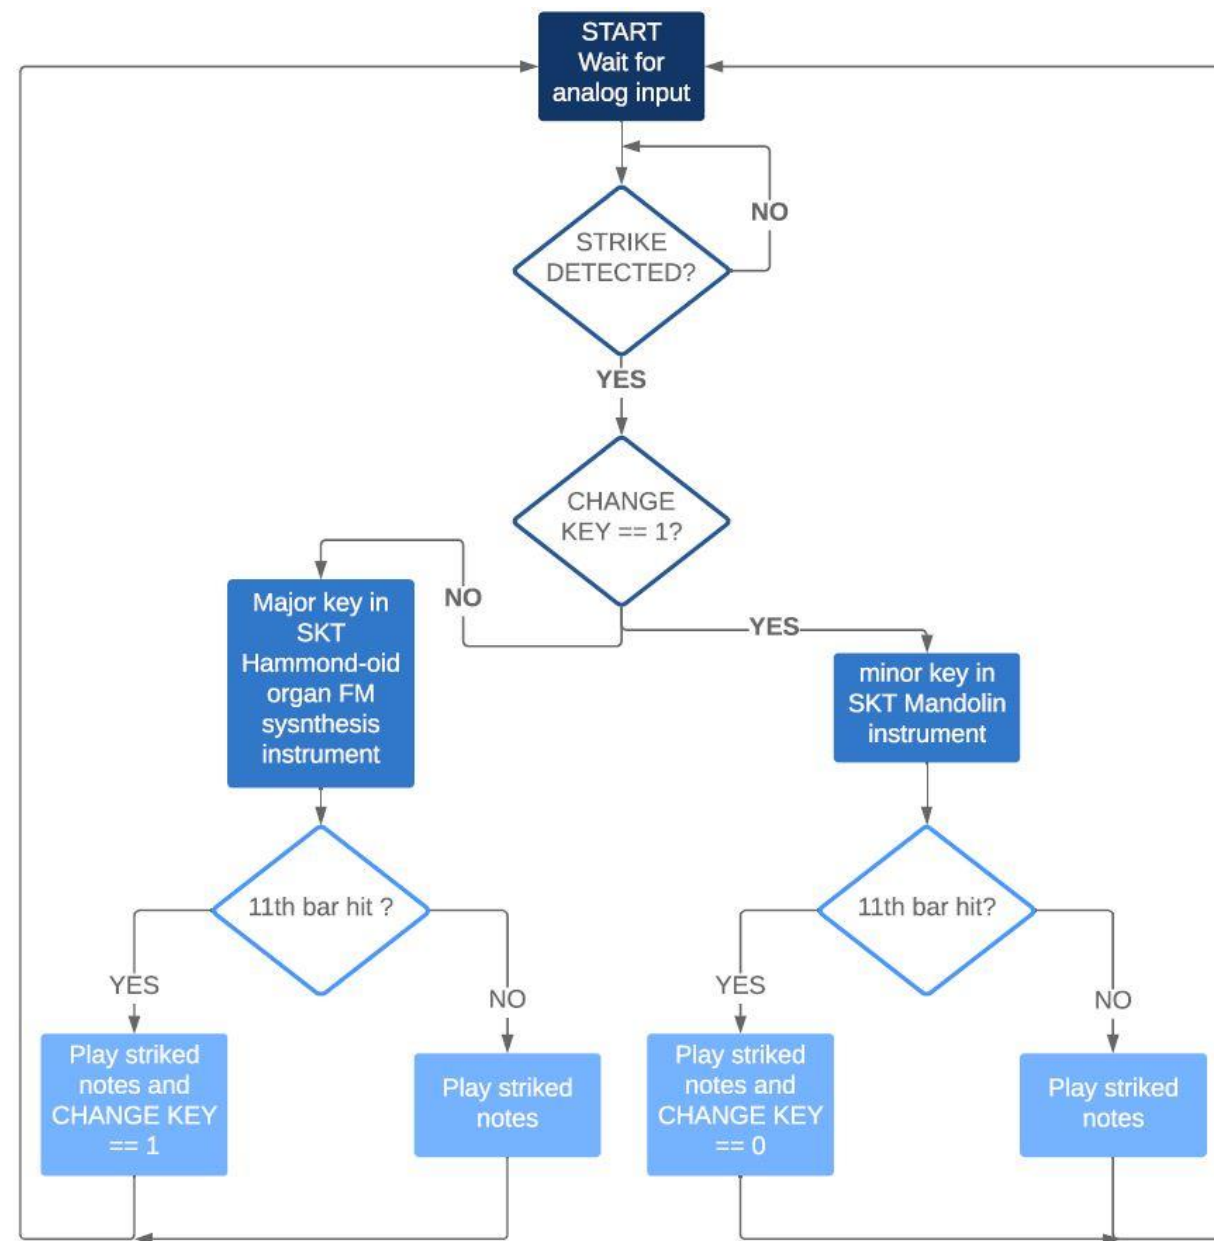 START
Wait for
analog input
NO
STRIKE
DETECTED?
YES
CHANGE
KEY == 1?
NO
YES
Major key in
SKT
Hammond-oid
organ FM
sysnthesis
instrument
minor key in
SKT Mandolin
instrument
11th bar hit ?
11th bar hit?
YES
NO
YES
NO
Play striked
notes and
CHANGE KEY
== 1
Play striked
notes
Play striked
notes and
CHANGE KEY
== 0
Play striked
notes